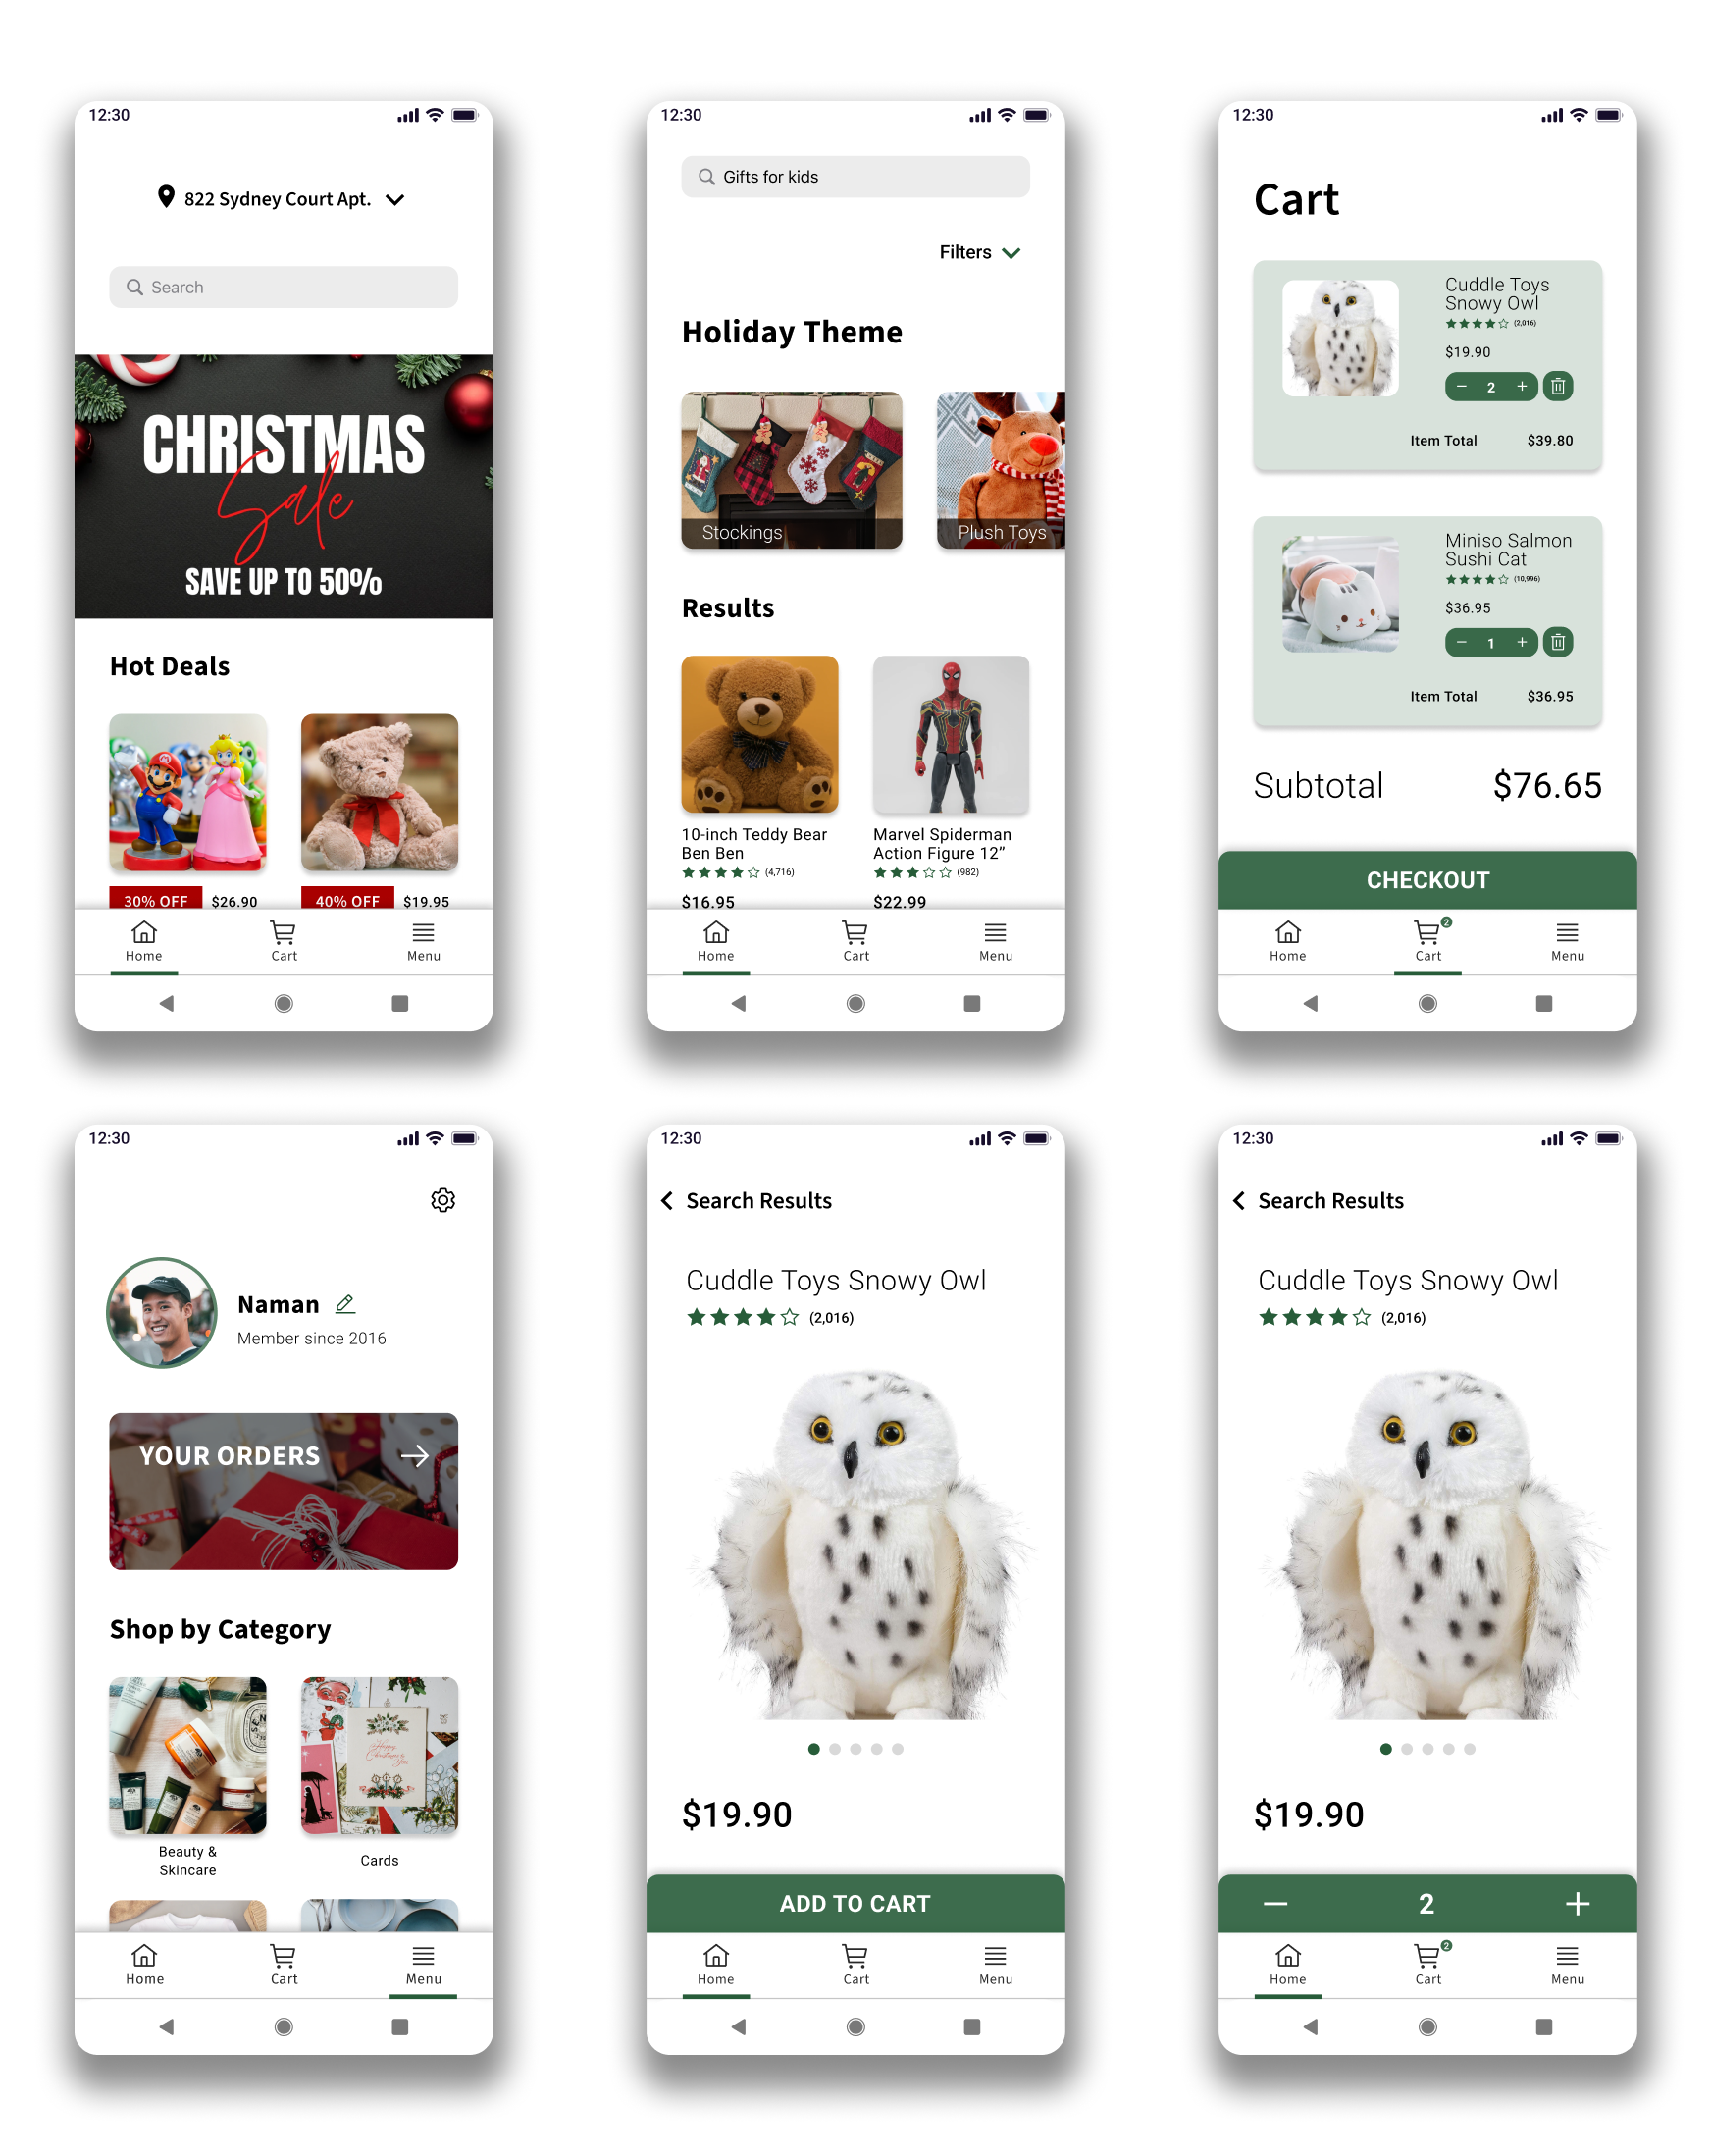 12:30
822 Sydney Court Apt.
Search
CHRISTMAS
Sale
SAVE UP TO 50%
Hot Deals
30% OFF $26.90
40% OFF $19.95
Home
Cart
Menu
12:30
Gifts for kids
Filters
Holiday Theme
Stockings
Plush Toys
Results
10-inch Teddy Bear
Ben Ben
(4,716)
$16.95
Marvel Spiderman
Action Figure 12”
(982)
$22.99
Home
Cart
Menu
12:30
Cart
Cuddle Toys
Snowy Owl
(2,016)
$19.90
2
Item Total $39.80
Miniso Salmon
Sushi Cat
(10,996)
$36.95
1
Item Total $36.95
Subtotal $76.65
CHECKOUT
2
Home
Cart
Menu
12:30
Naman
Member since 2016
YOUR ORDERS
Shop by Category
Beauty &
Skincare
Cards
Home
Cart
Menu
12:30
Search Results
Cuddle Toys Snowy Owl
(2,016)
$19.90
ADD TO CART
Home
Cart
Menu
12:30
Search Results
Cuddle Toys Snowy Owl
(2,016)
$19.90
2
2
Home
Cart
Menu